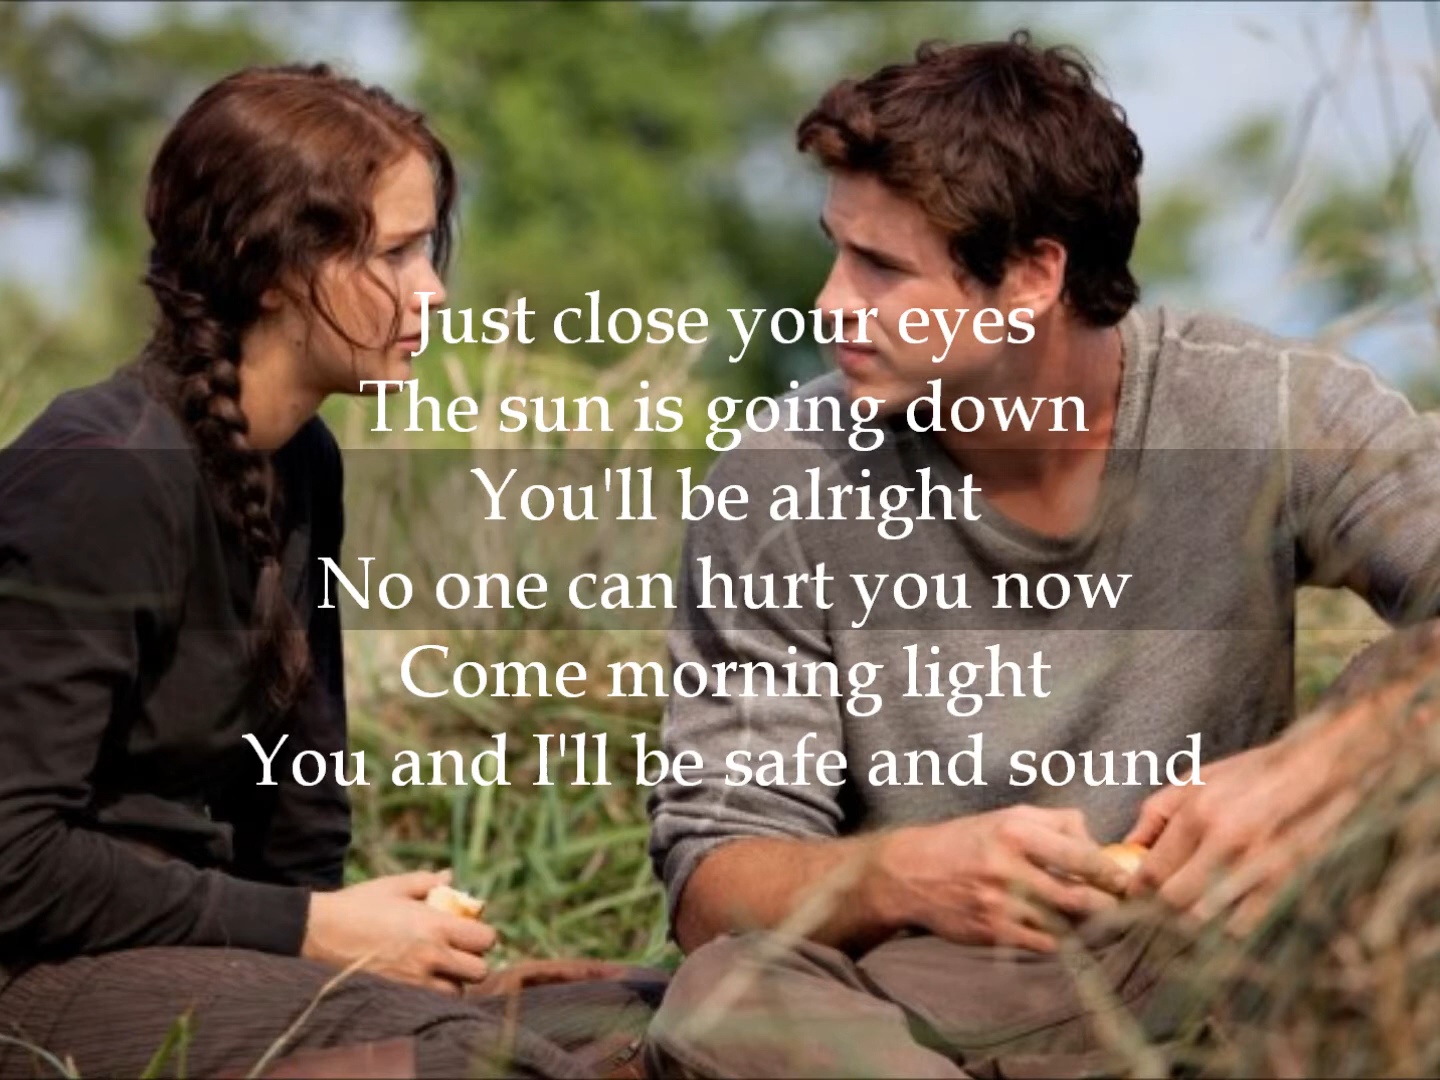 Just close your eyes
The sun is going down
You'll be alright
No one can hurt you now
Come morning light
You and I'll be safe and sound